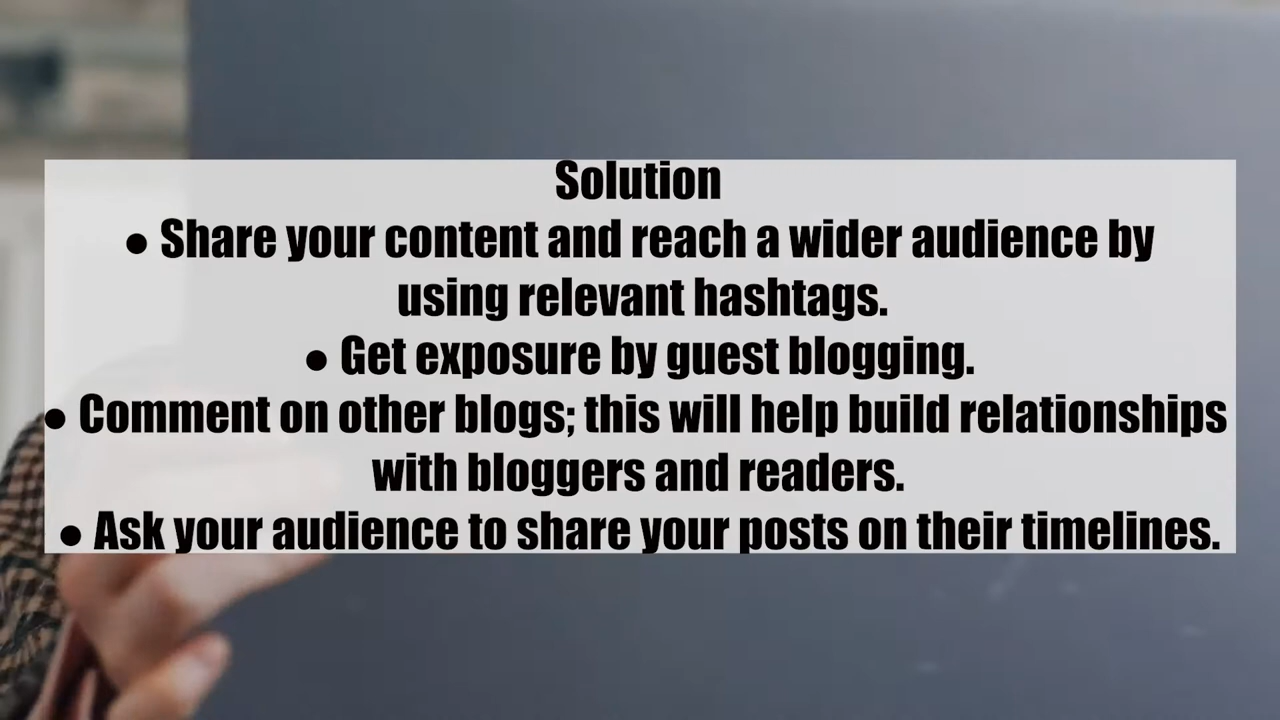 Solution
● Share your content and reach a wider audience by
using relevant hashtags.
● Get exposure by guest blogging.
● Comment on other blogs; this will help build relationships
with bloggers and readers.
● Ask your audience to share your posts on their timelines.